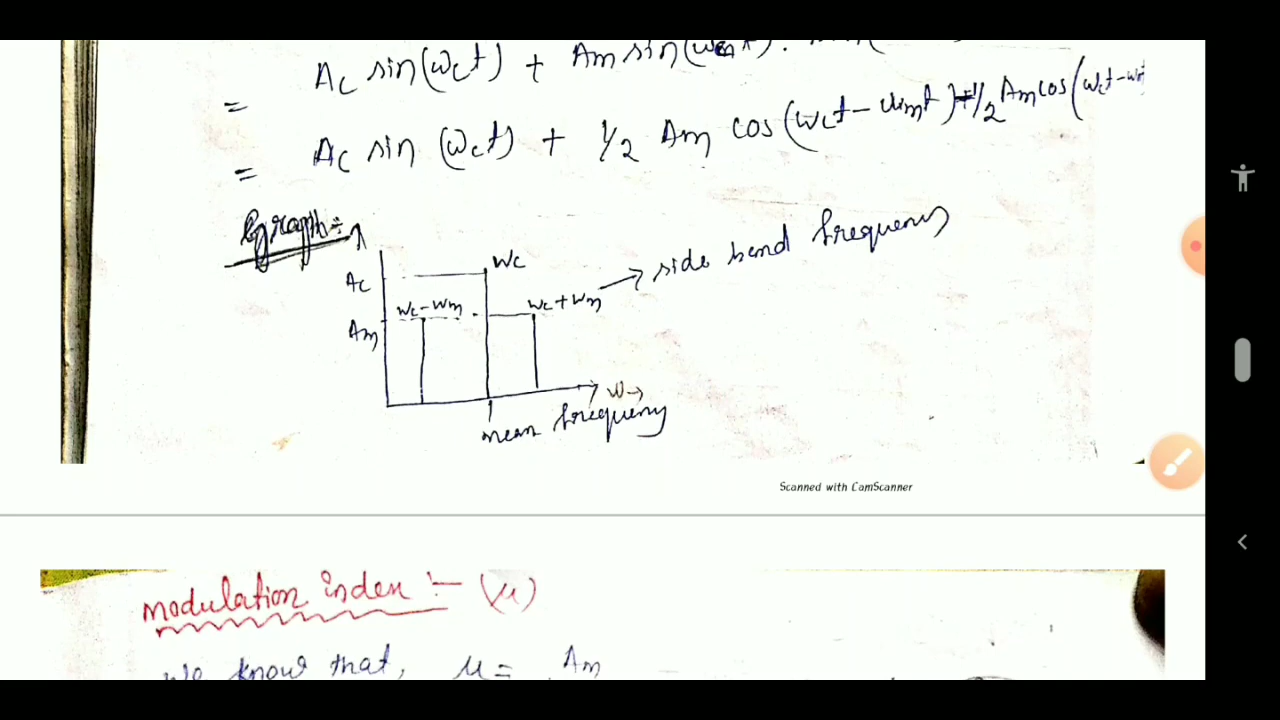 Ac sin(ωct) + Am sin(ωmt).
=
= Ac sin (ωct) + 1/2 Am cos(ωct - ωmt) + 1/2 Am cos(ωct - ωm
Graph :-
Ac
ωc
ωc - ωm
ωc + ωm → side band frequency
Am
ω →
mean frequency
Scanned with CamScanner
modulation index :- (μ)
We know that, μ = Am